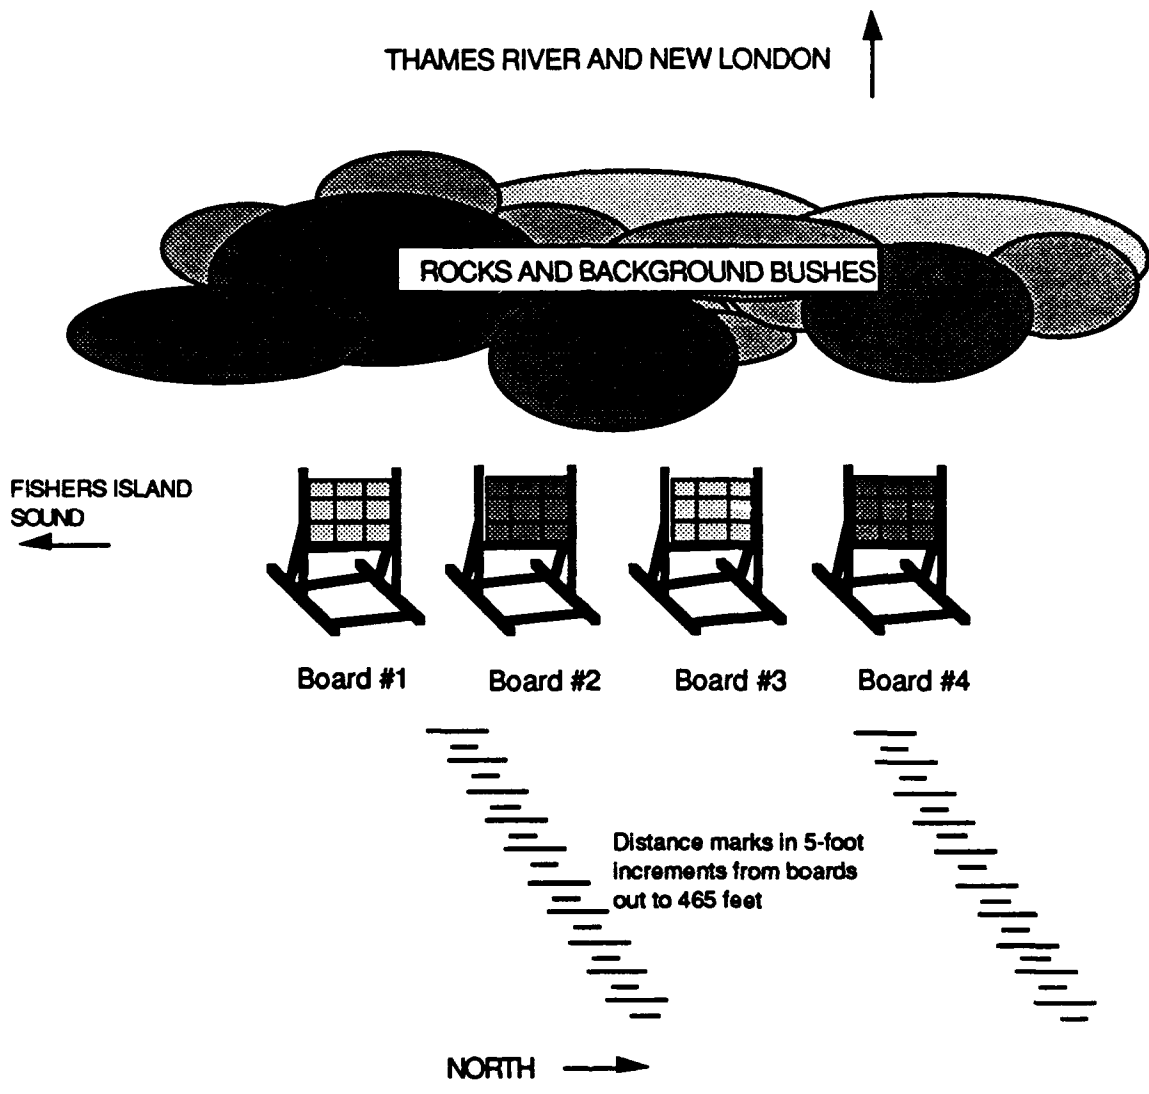 THAMES RIVER AND NEW LONDON
ROCKS AND BACKGROUND BUSHES
FISHERS ISLAND
SOUND
Board #1
Board #2
Board #3
Board #4
Distance marks in 5-foot
increments from boards
out to 465 feet
NORTH